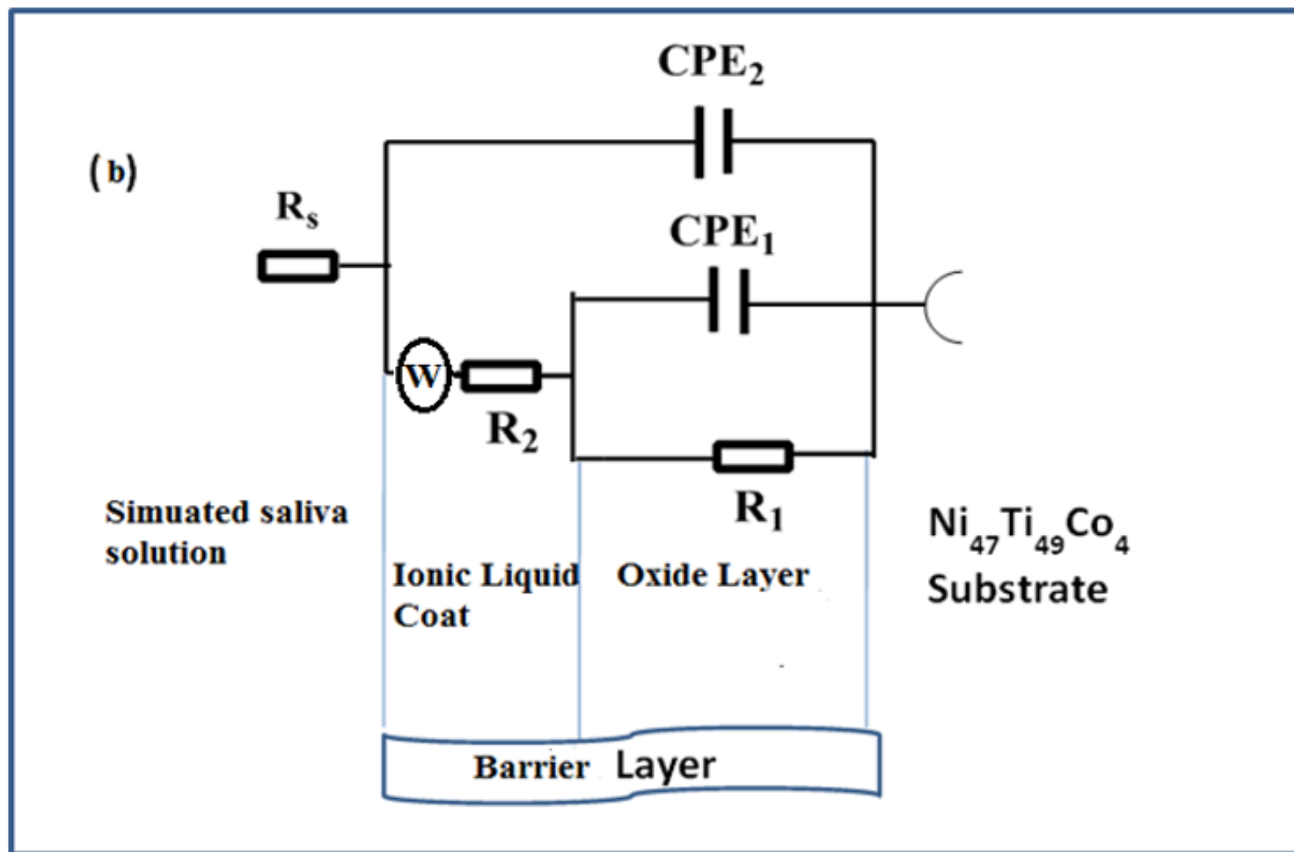 CPE₂
(b)
Rₛ
CPE₁
W
R₂
R₁
Simuated saliva
solution
Ionic Liquid
Coat
Oxide Layer
Ni₄₇Ti₄₉Co₄
Substrate
Barrier Layer